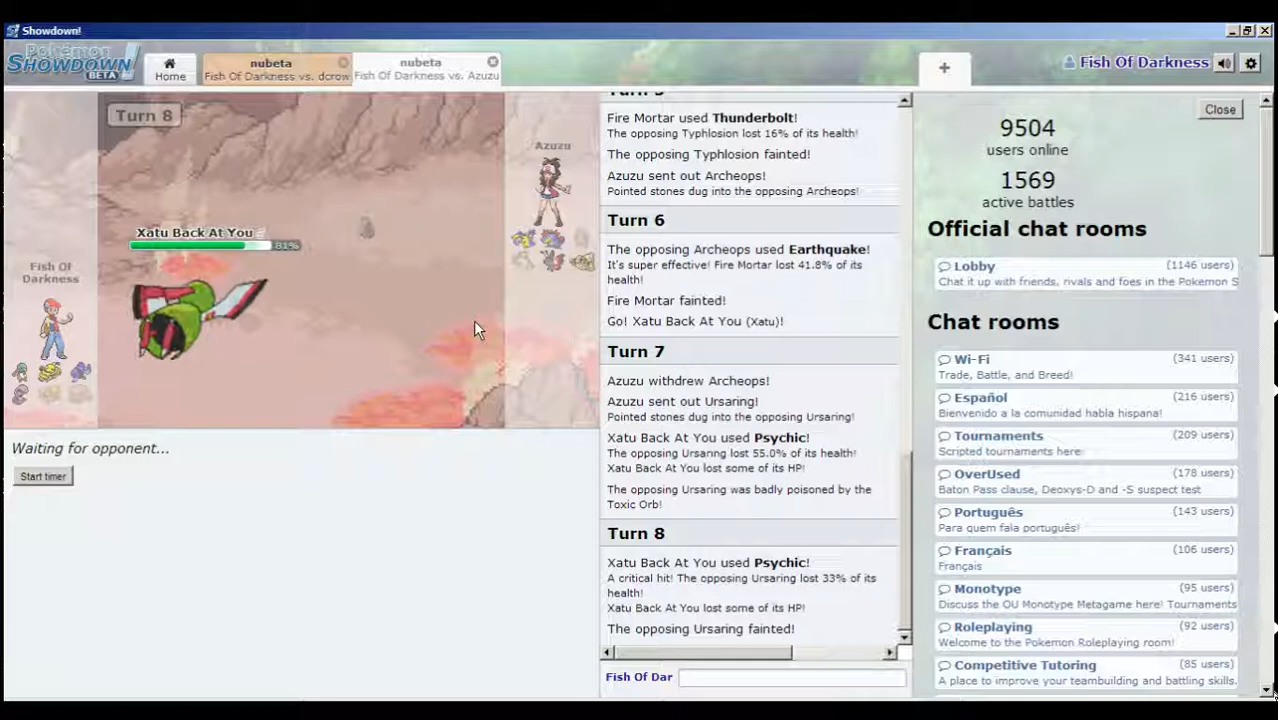 Showdown!
Pokémon
SHOWDOWN!
BETA
Home
nubeta
Fish Of Darkness vs. dcrow
nubeta
Fish Of Darkness vs. Azuzu
+
Fish Of Darkness
Turn 8
Xatu Back At You
81%
Fish Of
Darkness
Azuzu
Waiting for opponent...
Start timer
Fire Mortar used Thunderbolt!
The opposing Typhlosion lost 16% of its health!
The opposing Typhlosion fainted!
Azuzu sent out Archeops!
Pointed stones dug into the opposing Archeops!
Turn 6
The opposing Archeops used Earthquake!
It's super effective! Fire Mortar lost 41.8% of its
health!
Fire Mortar fainted!
Go! Xatu Back At You (Xatu)!
Turn 7
Azuzu withdrew Archeops!
Azuzu sent out Ursaring!
Pointed stones dug into the opposing Ursaring!
Xatu Back At You used Psychic!
The opposing Ursaring lost 55.0% of its health!
Xatu Back At You lost some of its HP!
The opposing Ursaring was badly poisoned by the
Toxic Orb!
Turn 8
Xatu Back At You used Psychic!
A critical hit! The opposing Ursaring lost 33% of its
health!
Xatu Back At You lost some of its HP!
The opposing Ursaring fainted!
Fish Of Dar
Close
9504
users online
1569
active battles
Official chat rooms
Lobby (1146 users)
Chat it up with friends, rivals and foes in the Pokemon S
Chat rooms
Wi-Fi (341 users)
Trade, Battle, and Breed!
Español (216 users)
Bienvenido a la comunidad habla hispana!
Tournaments (209 users)
Scripted tournaments here
OverUsed (178 users)
Baton Pass clause, Deoxys-D and -S suspect test
Português (143 users)
Para quem fala português!
Français (106 users)
Français
Monotype (95 users)
Discuss the OU Monotype Metagame here! Tournaments
Roleplaying (92 users)
Welcome to the Pokemon Roleplaying room!
Competitive Tutoring (85 users)
A place to improve your teambuilding and battling skills.